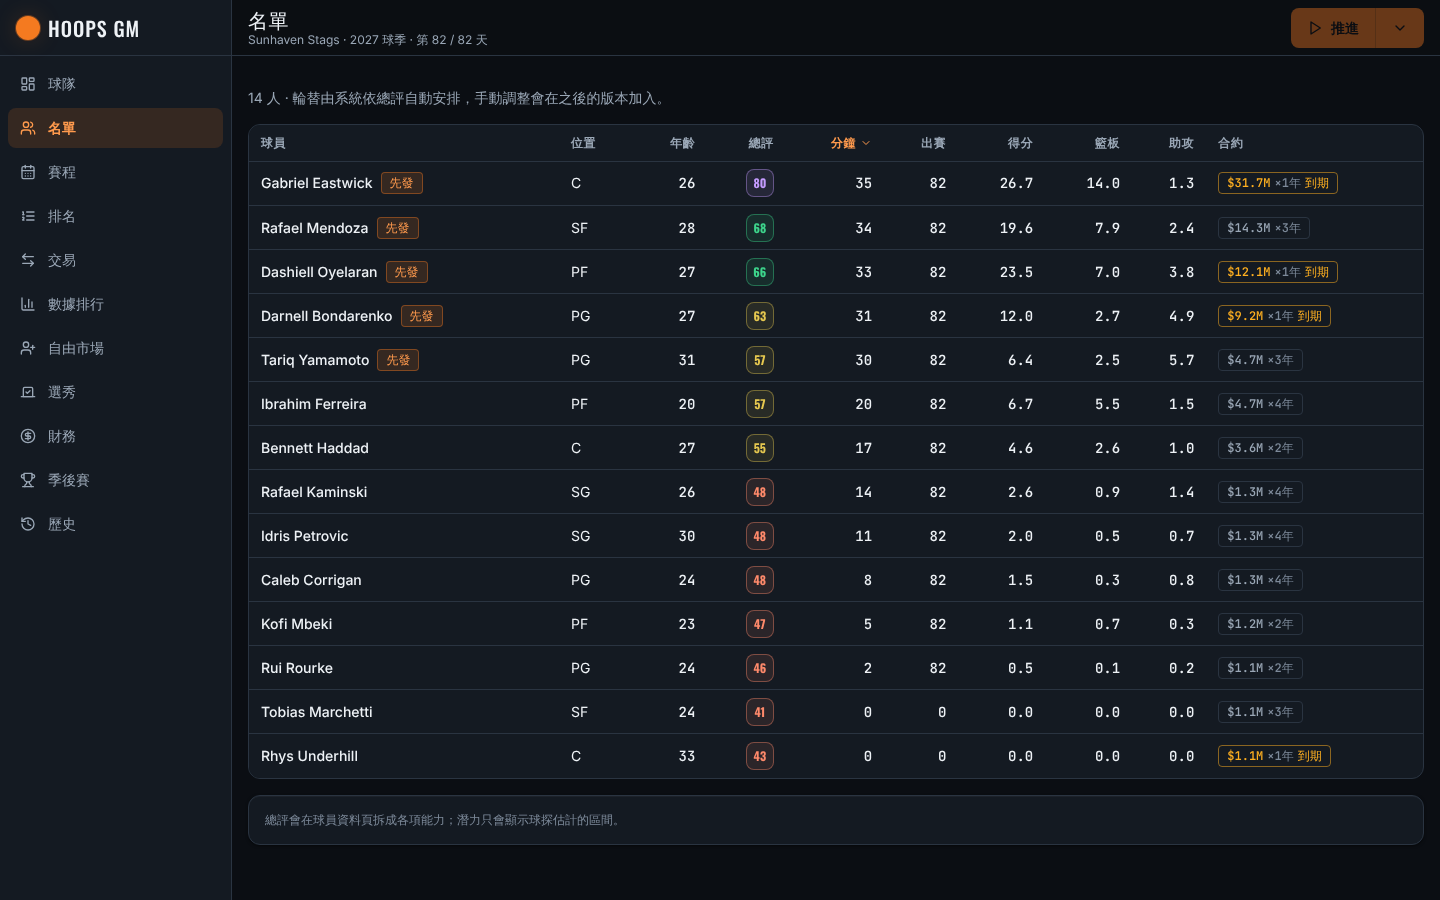 HOOPS GM
名單
Sunhaven Stags · 2027 球季 · 第 82 / 82 天
推進
球隊
名單
賽程
排名
交易
數據排行
自由市場
選秀
財務
季後賽
歷史
14 人 · 輪替由系統依總評自動安排，手動調整會在之後的版本加入。
球員 位置 年齡 總評 分鐘 出賽 得分 籃板 助攻 合約
Gabriel Eastwick 先發 C 26 80 35 82 26.7 14.0 1.3 $31.7M ×1年 到期
Rafael Mendoza 先發 SF 28 68 34 82 19.6 7.9 2.4 $14.3M ×3年
Dashiell Oyelaran 先發 PF 27 66 33 82 23.5 7.0 3.8 $12.1M ×1年 到期
Darnell Bondarenko 先發 PG 27 63 31 82 12.0 2.7 4.9 $9.2M ×1年 到期
Tariq Yamamoto 先發 PG 31 57 30 82 6.4 2.5 5.7 $4.7M ×3年
Ibrahim Ferreira PF 20 57 20 82 6.7 5.5 1.5 $4.7M ×4年
Bennett Haddad C 27 55 17 82 4.6 2.6 1.0 $3.6M ×2年
Rafael Kaminski SG 26 48 14 82 2.6 0.9 1.4 $1.3M ×4年
Idris Petrovic SG 30 48 11 82 2.0 0.5 0.7 $1.3M ×4年
Caleb Corrigan PG 24 48 8 82 1.5 0.3 0.8 $1.3M ×4年
Kofi Mbeki PF 23 47 5 82 1.1 0.7 0.3 $1.2M ×2年
Rui Rourke PG 24 46 2 82 0.5 0.1 0.2 $1.1M ×2年
Tobias Marchetti SF 24 41 0 0 0.0 0.0 0.0 $1.1M ×3年
Rhys Underhill C 33 43 0 0 0.0 0.0 0.0 $1.1M ×1年 到期
總評會在球員資料頁拆成各項能力；潛力只會顯示球探估計的區間。